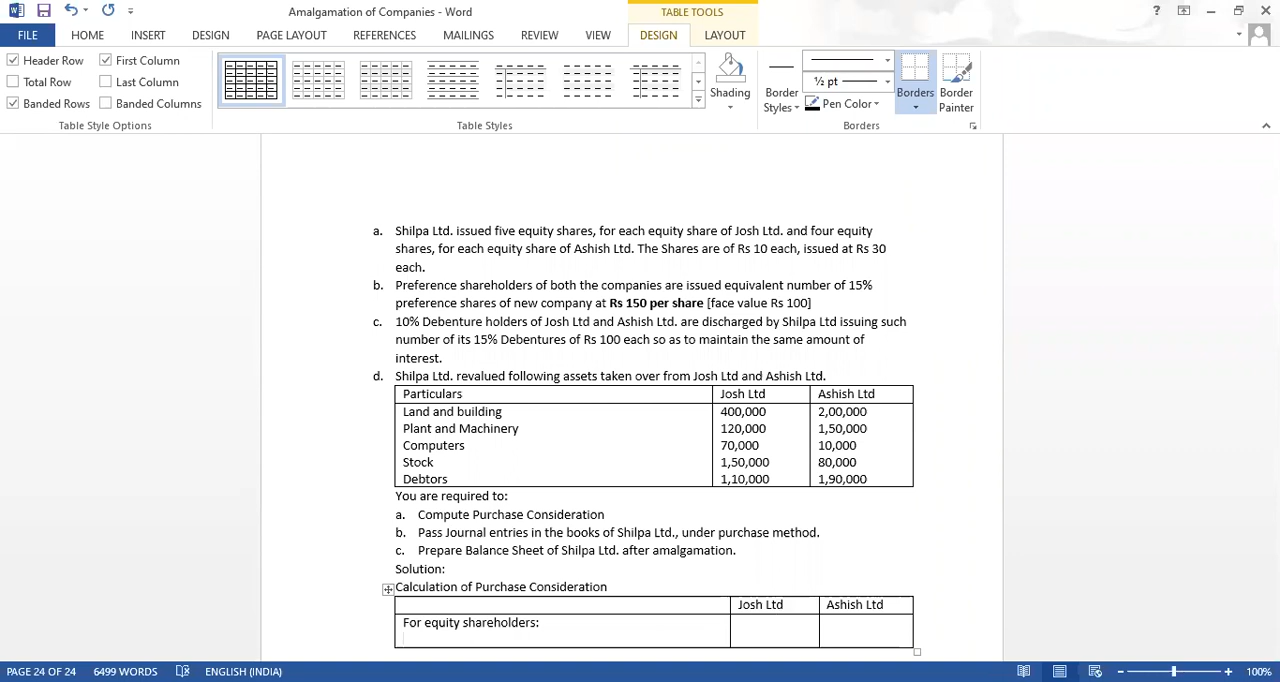 Amalgamation of Companies - Word
TABLE TOOLS
FILE HOME INSERT DESIGN PAGE LAYOUT REFERENCES MAILINGS REVIEW VIEW DESIGN LAYOUT
Header Row First Column
Total Row Last Column
Banded Rows Banded Columns
Table Style Options
Table Styles
Shading
Border Styles
½ pt
Pen Color
Borders
Border Painter
Borders
a. Shilpa Ltd. issued five equity shares, for each equity share of Josh Ltd. and four equity
shares, for each equity share of Ashish Ltd. The Shares are of Rs 10 each, issued at Rs 30
each.
b. Preference shareholders of both the companies are issued equivalent number of 15%
preference shares of new company at Rs 150 per share [face value Rs 100]
c. 10% Debenture holders of Josh Ltd and Ashish Ltd. are discharged by Shilpa Ltd issuing such
number of its 15% Debentures of Rs 100 each so as to maintain the same amount of
interest.
d. Shilpa Ltd. revalued following assets taken over from Josh Ltd and Ashish Ltd.
Particulars Josh Ltd Ashish Ltd
Land and building 400,000 2,00,000
Plant and Machinery 120,000 1,50,000
Computers 70,000 10,000
Stock 1,50,000 80,000
Debtors 1,10,000 1,90,000
You are required to:
a. Compute Purchase Consideration
b. Pass Journal entries in the books of Shilpa Ltd., under purchase method.
c. Prepare Balance Sheet of Shilpa Ltd. after amalgamation.
Solution:
Calculation of Purchase Consideration
Josh Ltd Ashish Ltd
For equity shareholders:
PAGE 24 OF 24 6499 WORDS ENGLISH (INDIA) 100%